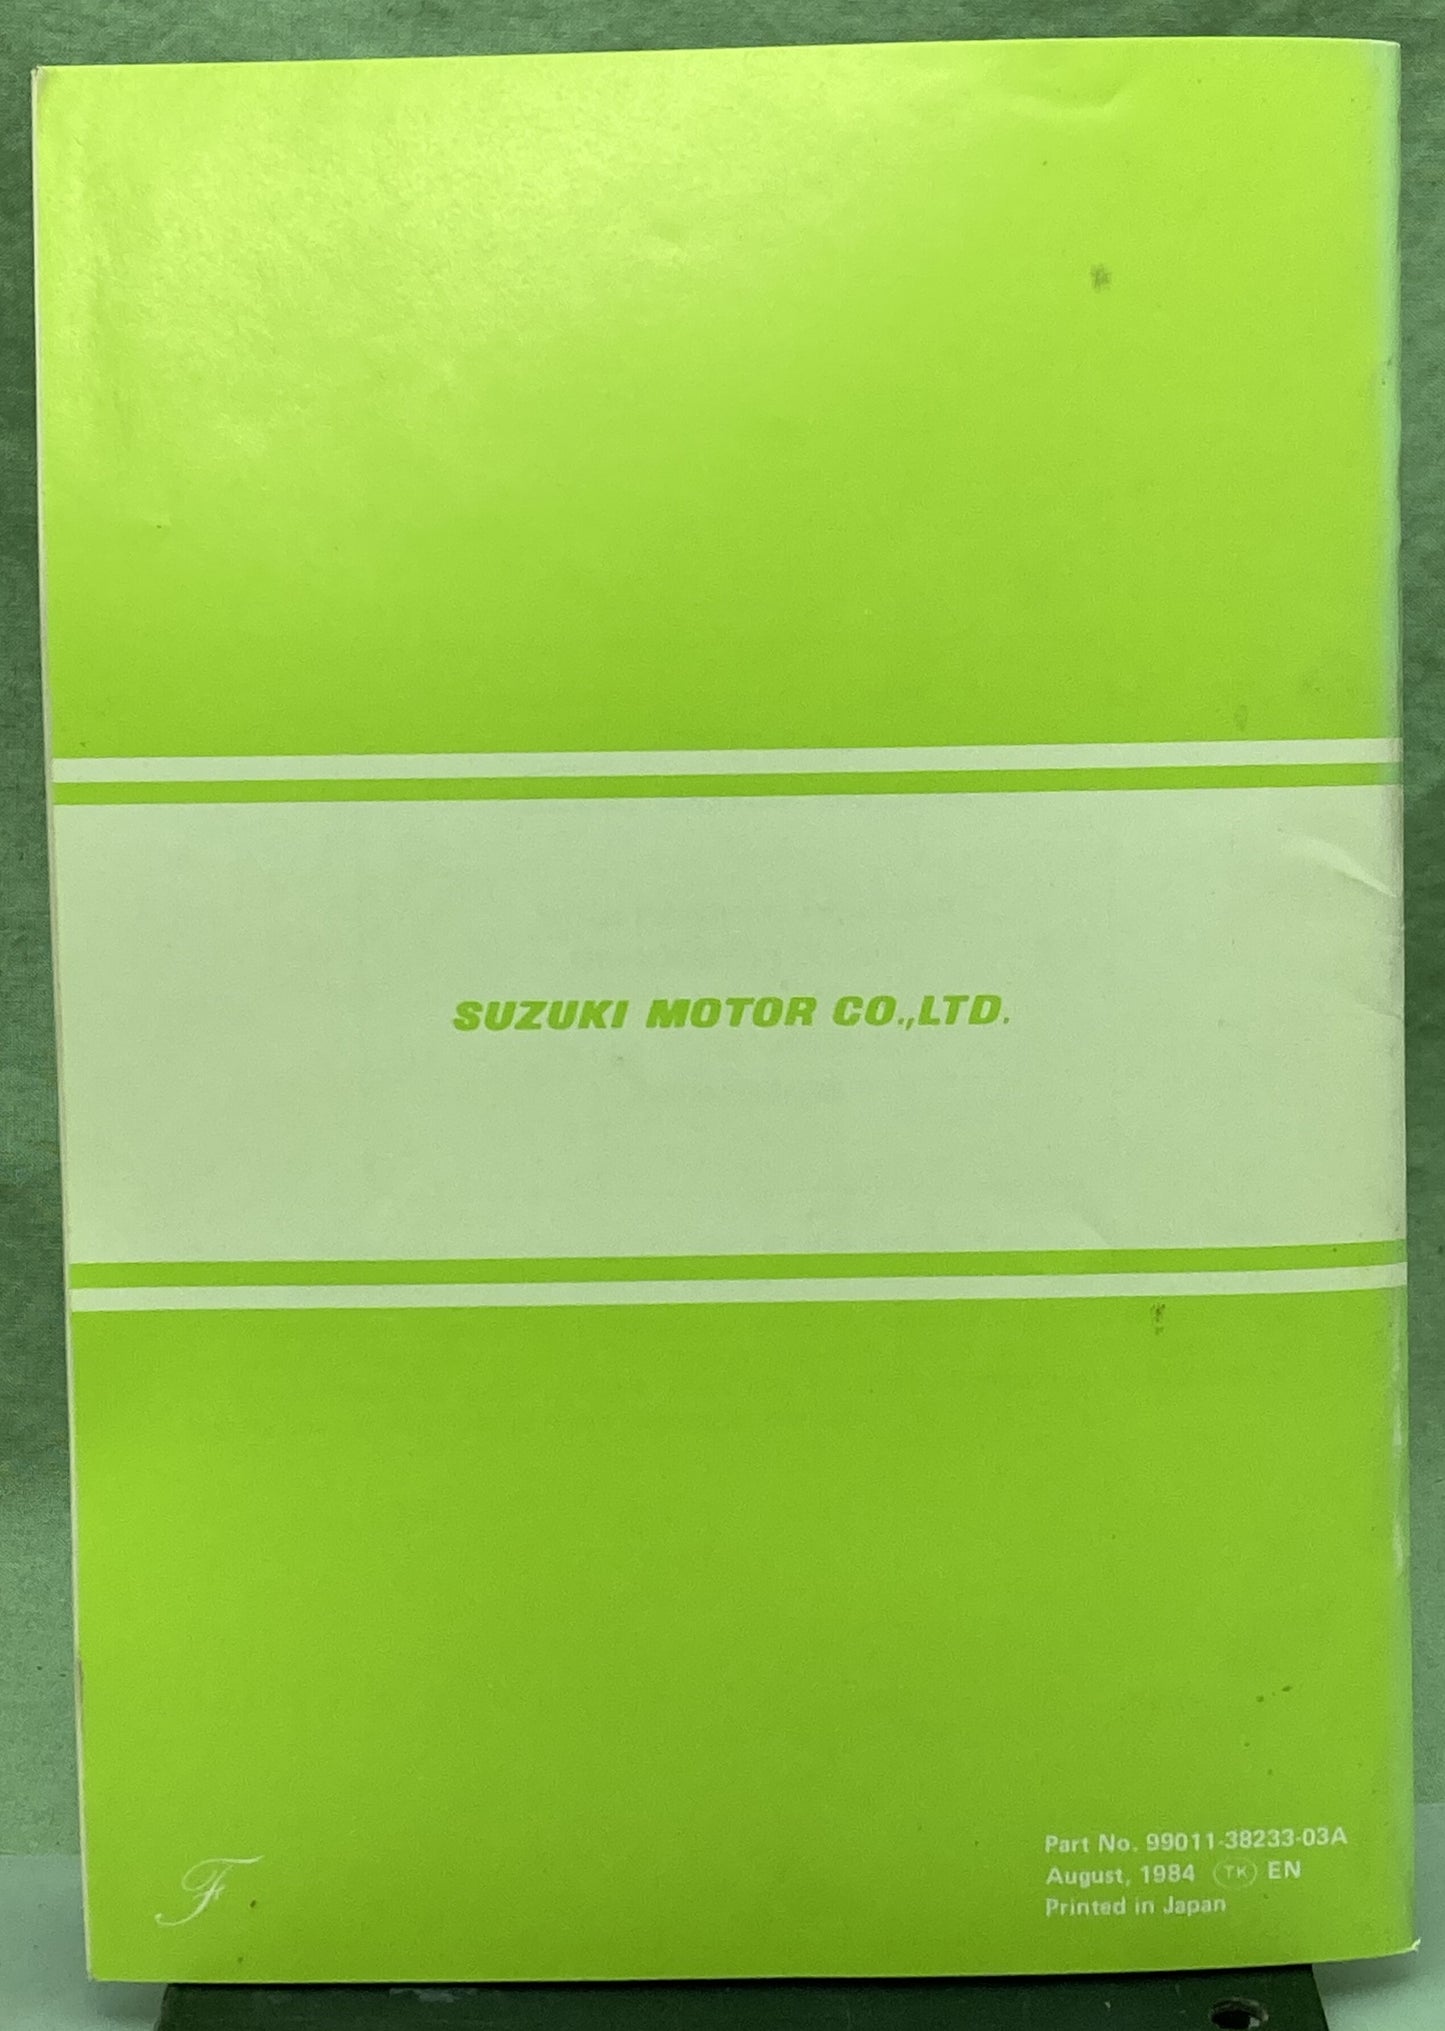 SUZUKI MOTOR CO.,LTD.
F
Part No. 99011-38233-03A
August, 1984 TK EN
Printed in Japan